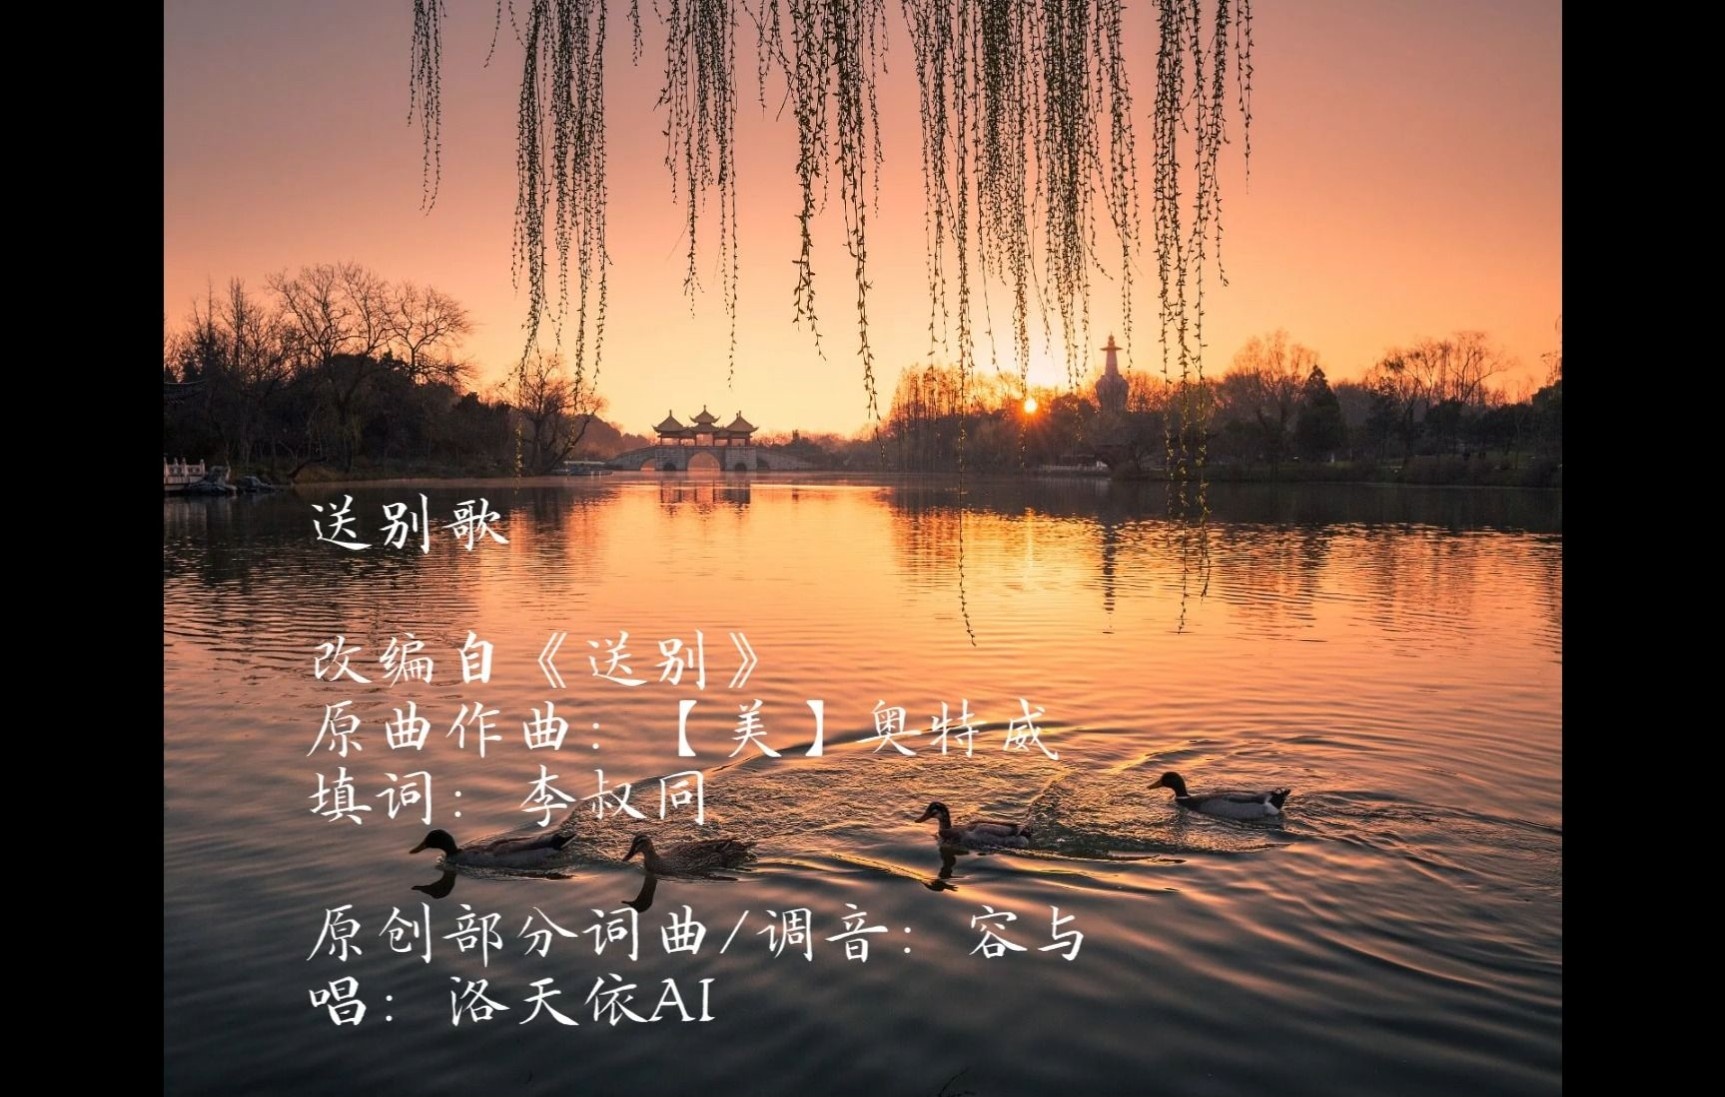 送别歌
改编自《送别》
原曲作曲：【美】奥特威
填词：李叔同
原创部分词曲/调音：容与
唱：洛天依AI